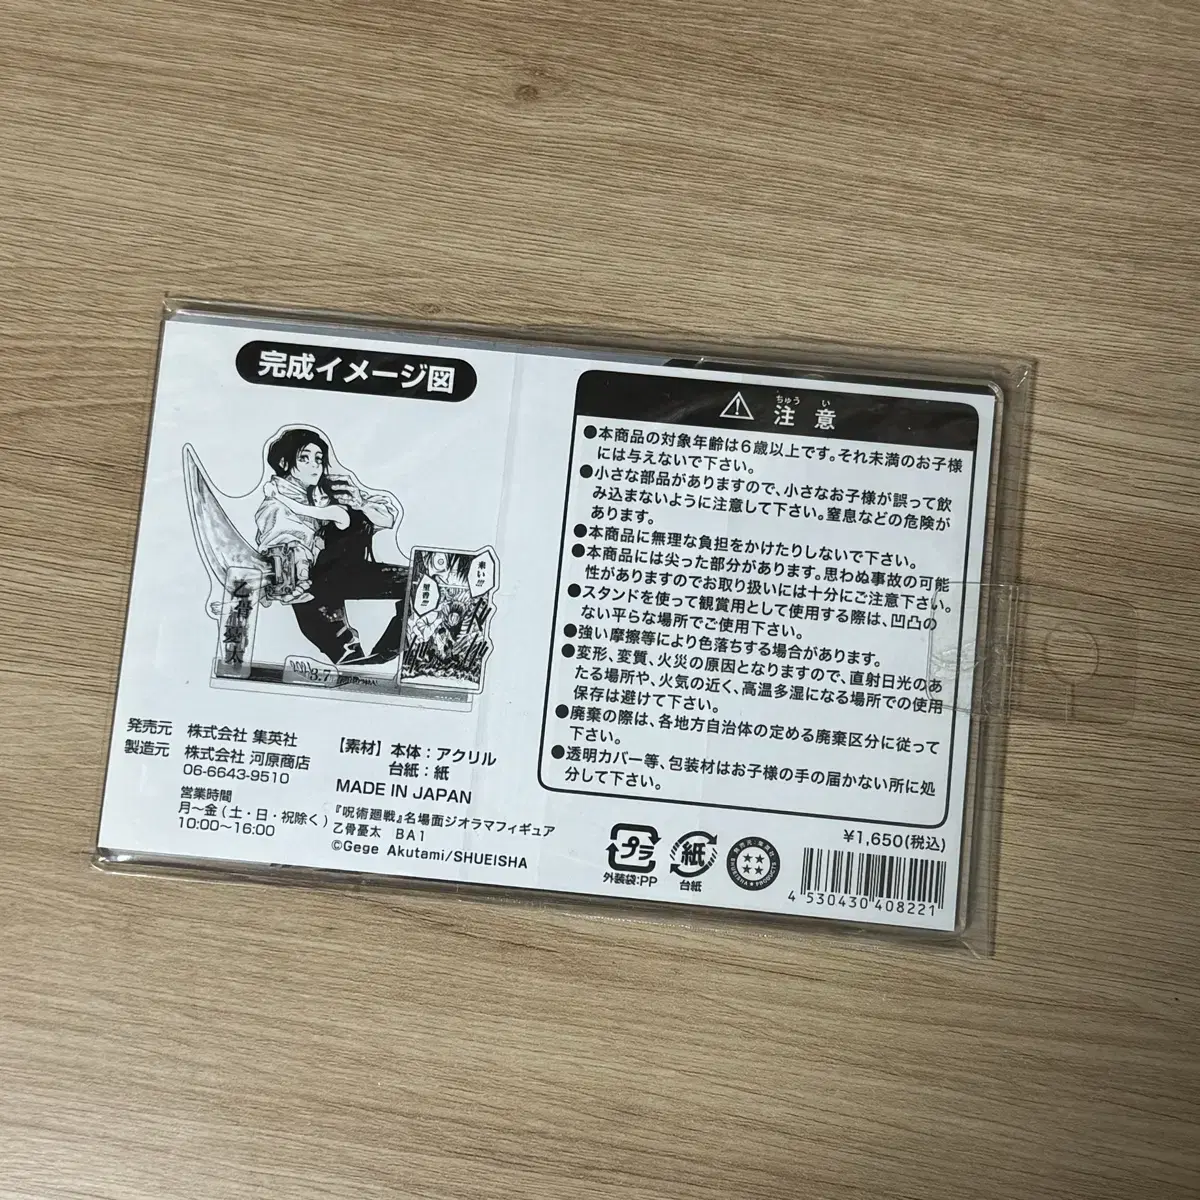 完成イメージ図
来い!!!
里香!!!
乙骨憂太
発売元 株式会社 集英社
製造元 株式会社 河原商店
06-6643-9510
営業時間
月〜金(土・日・祝除く)
10:00〜16:00
【素材】本体:アクリル
台紙:紙
MADE IN JAPAN
『呪術廻戦』名場面ジオラマフィギュア
乙骨憂太 BA1
©Gege Akutami/SHUEISHA
ちゅう い
注 意
●本商品の対象年齢は6歳以上です。それ未満のお子様
には与えないで下さい。
●小さな部品がありますので、小さなお子様が誤って飲
み込まないように注意して下さい。窒息などの危険が
あります。
●本商品に無理な負担をかけたりしないで下さい。
●本商品には尖った部分があります。思わぬ事故の可能
性がありますのでお取り扱いには十分にご注意下さい。
●スタンドを使って観賞用として使用する際は、凹凸の
ない平らな場所でご使用下さい。
●強い摩擦等により色落ちする場合があります。
●変形、変質、火災の原因となりますので、直射日光のあ
たる場所や、火気の近く、高温多湿になる場所での使用
保存は避けて下さい。
●廃棄の際は、各地方自治体の定める廃棄区分に従って
下さい。
●透明カバー等、包装材はお子様の手の届かない所に処
分して下さい。
プラ
外装袋:PP
紙
台紙
発売元:集英社
SHUEISHA PRODUCTS
¥1,650(税込)
4 530430 408221